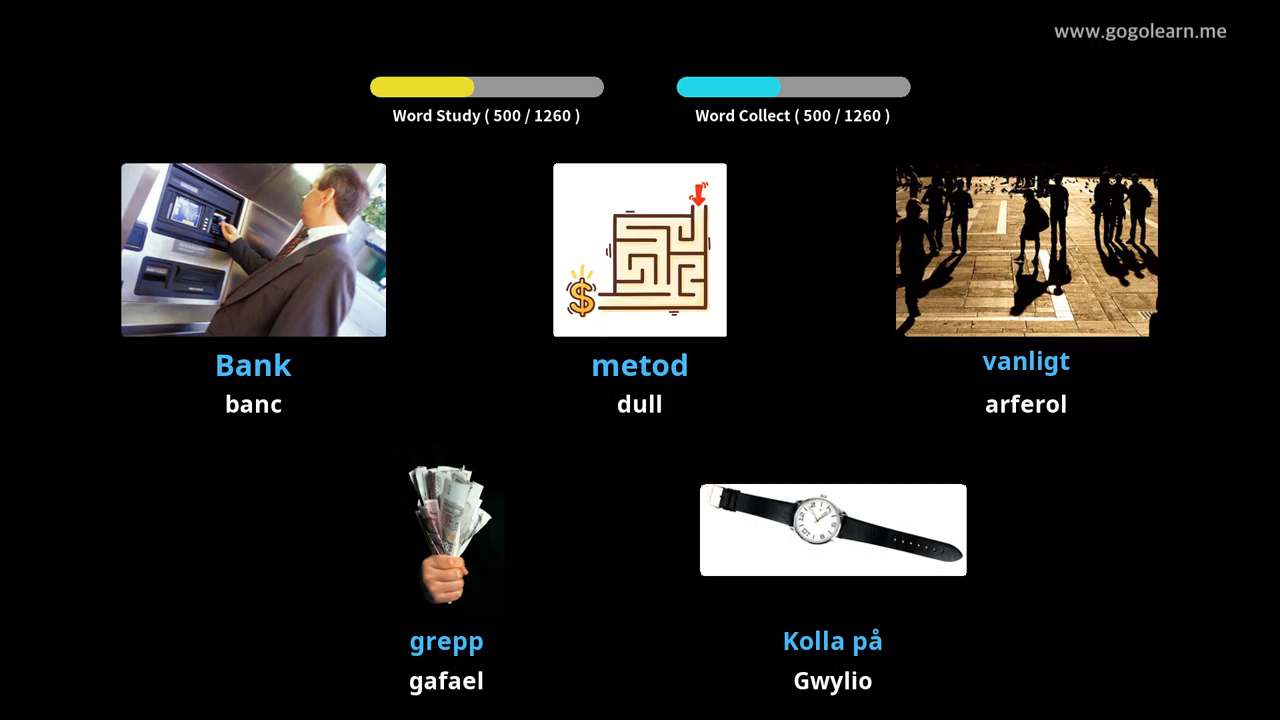 www.gogolearn.me
Word Study ( 500 / 1260 )
Word Collect ( 500 / 1260 )
Bank
banc
metod
dull
vanligt
arferol
grepp
gafael
Kolla på
Gwylio